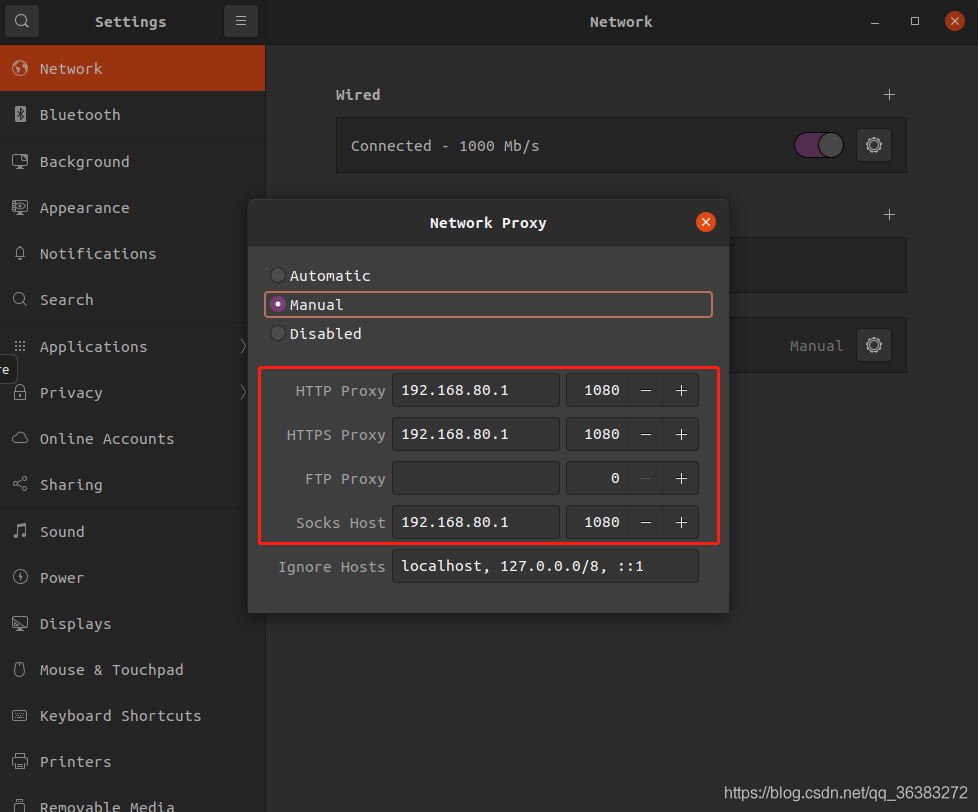 Settings
Network
Network
Bluetooth
Background
Appearance
Notifications
Search
Applications
re
Privacy
Online Accounts
Sharing
Sound
Power
Displays
Mouse & Touchpad
Keyboard Shortcuts
Printers
Removable Media
Wired
Connected - 1000 Mb/s
Manual
Network Proxy
Automatic
Manual
Disabled
HTTP Proxy 192.168.80.1 1080 − +
HTTPS Proxy 192.168.80.1 1080 − +
FTP Proxy 0 − +
Socks Host 192.168.80.1 1080 − +
Ignore Hosts localhost, 127.0.0.0/8, ::1
https://blog.csdn.net/qq_36383272